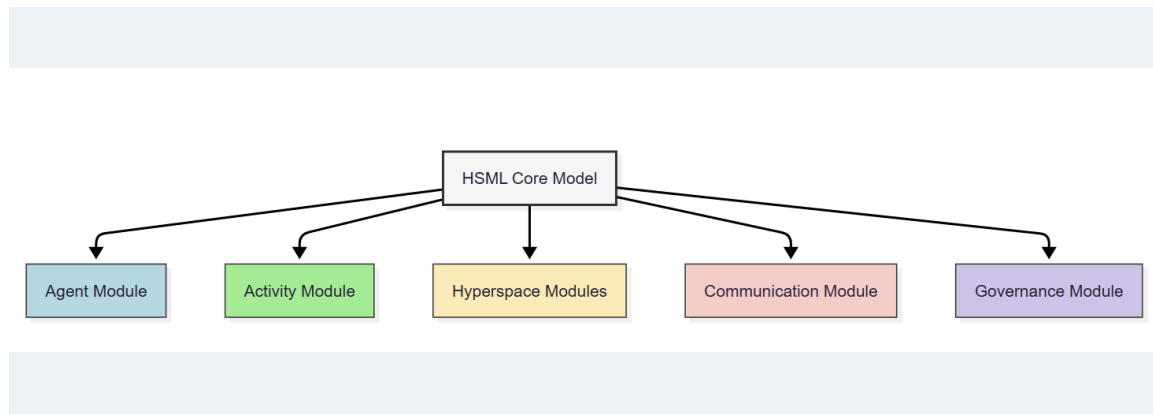 HSML Core Model
Agent Module
Activity Module
Hyperspace Modules
Communication Module
Governance Module